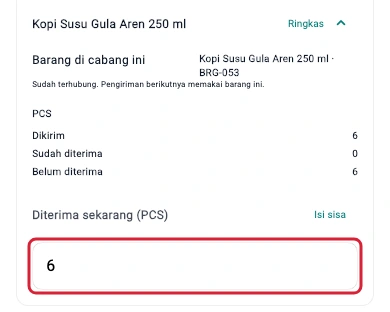 Kopi Susu Gula Aren 250 ml
Ringkas
Barang di cabang ini
Kopi Susu Gula Aren 250 ml ·
BRG-053
Sudah terhubung. Pengiriman berikutnya memakai barang ini.
PCS
Dikirim 6
Sudah diterima 0
Belum diterima 6
Diterima sekarang (PCS) Isi sisa
6